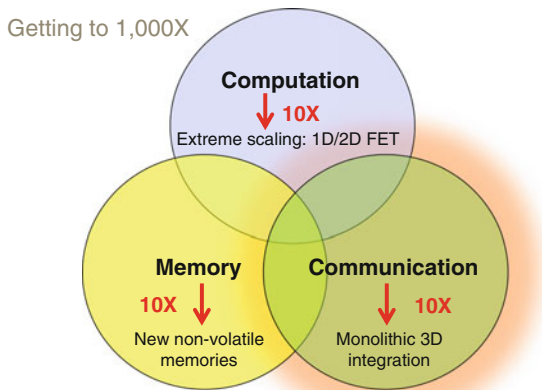 Getting to 1,000X
Computation
10X
Extreme scaling: 1D/2D FET
Memory
10X
New non-volatile
memories
Communication
10X
Monolithic 3D
integration